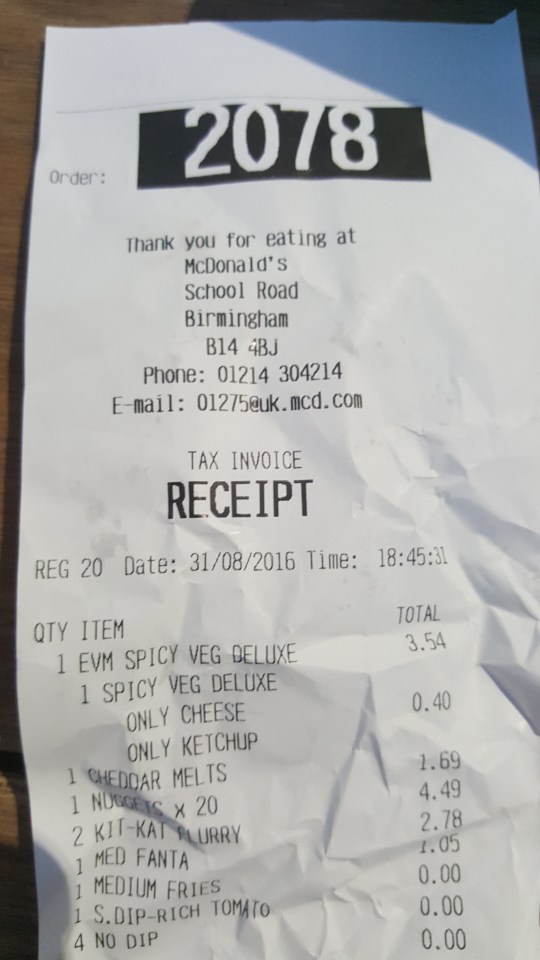 Order: 2078
Thank you for eating at
McDonald's
School Road
Birmingham
B14 4BJ
Phone: 01214 304214
E-mail: 01275@uk.mcd.com
TAX INVOICE
RECEIPT
REG 20 Date: 31/08/2016 Time: 18:45:31
QTY ITEM TOTAL
1 EVM SPICY VEG DELUXE 3.54
1 SPICY VEG DELUXE
ONLY CHEESE 0.40
ONLY KETCHUP
1 CHEDDAR MELTS 1.69
1 NUGGETS x 20 4.49
2 KIT-KAT FLURRY 2.78
1 MED FANTA 1.05
1 MEDIUM FRIES 0.00
1 S.DIP-RICH TOMATO 0.00
4 NO DIP 0.00